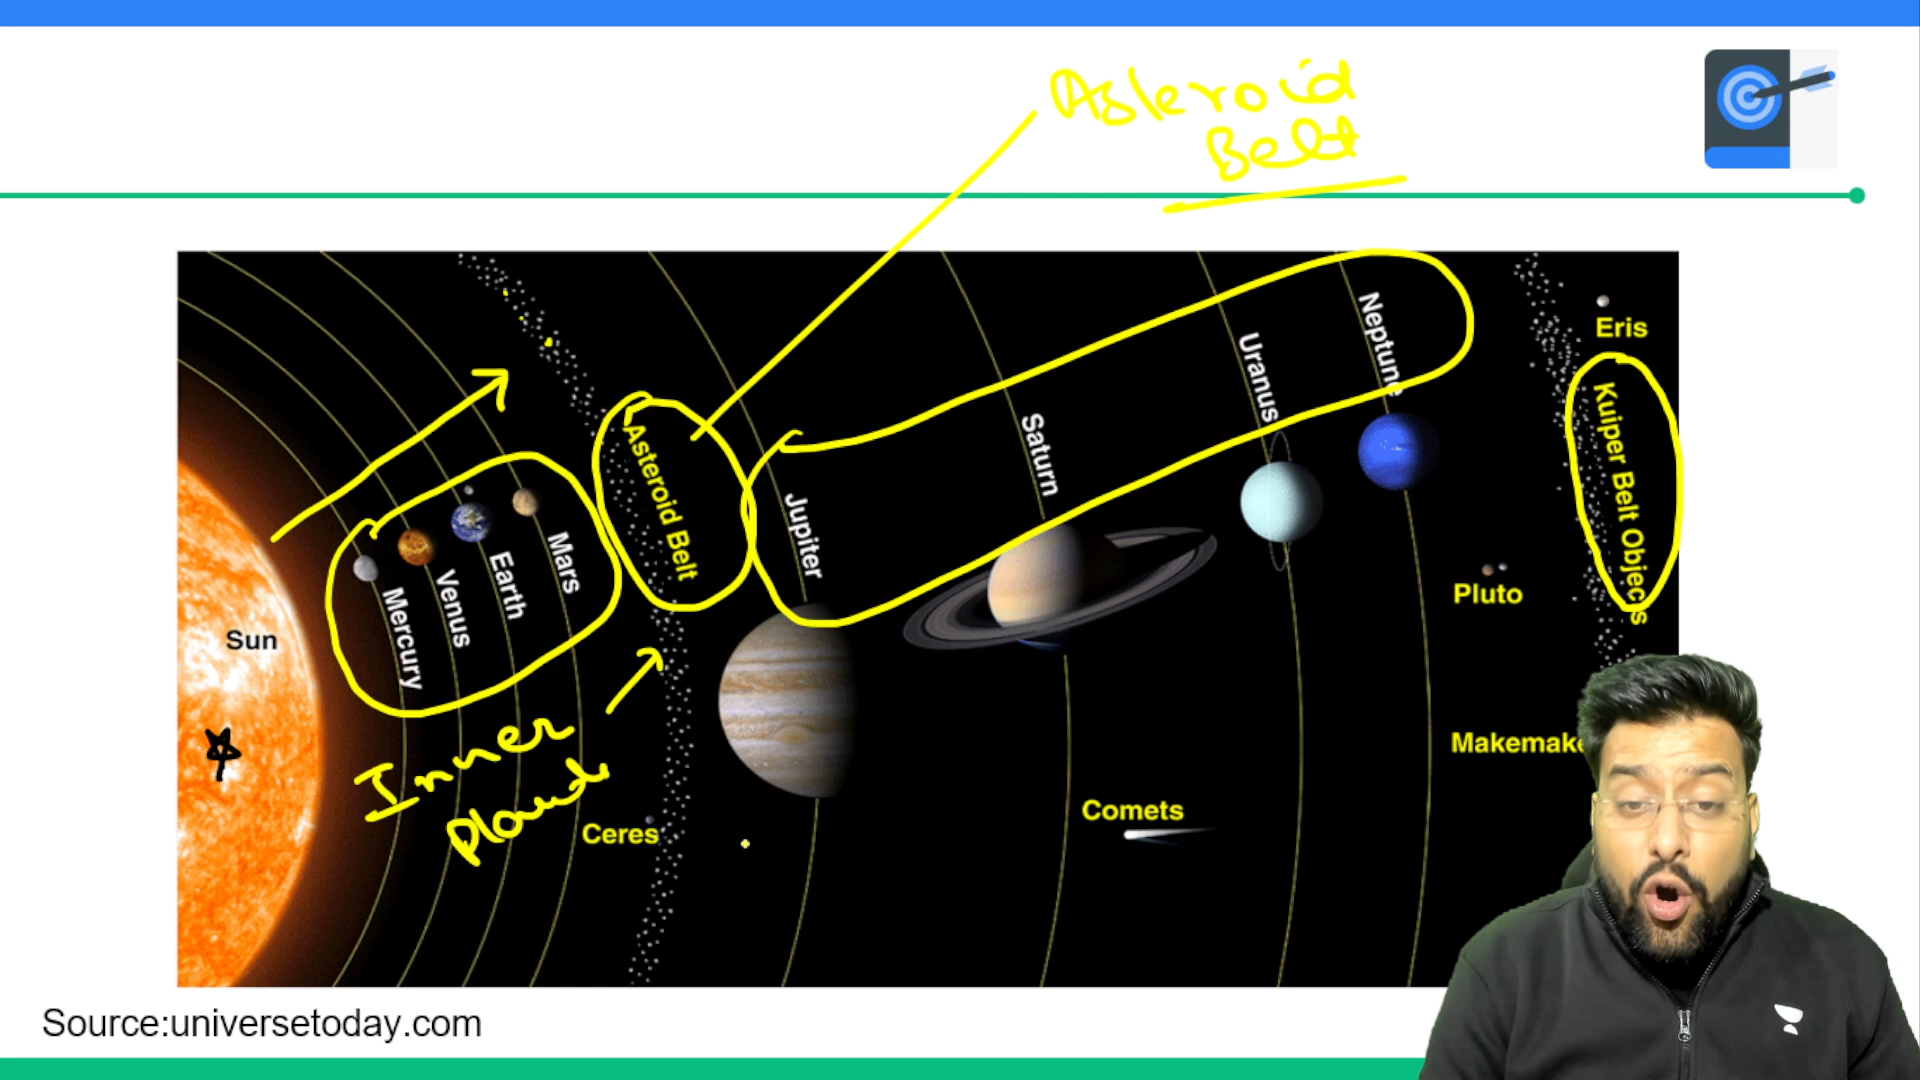 Asteroid
Belt
Eris
Neptune
Uranus
Kuiper Belt Objects
Saturn
Asteroid Belt
Jupiter
Mars
Earth
Venus
Mercury
Sun
Pluto
Inner
Makemake
Comets
Ceres
Source:universetoday.com